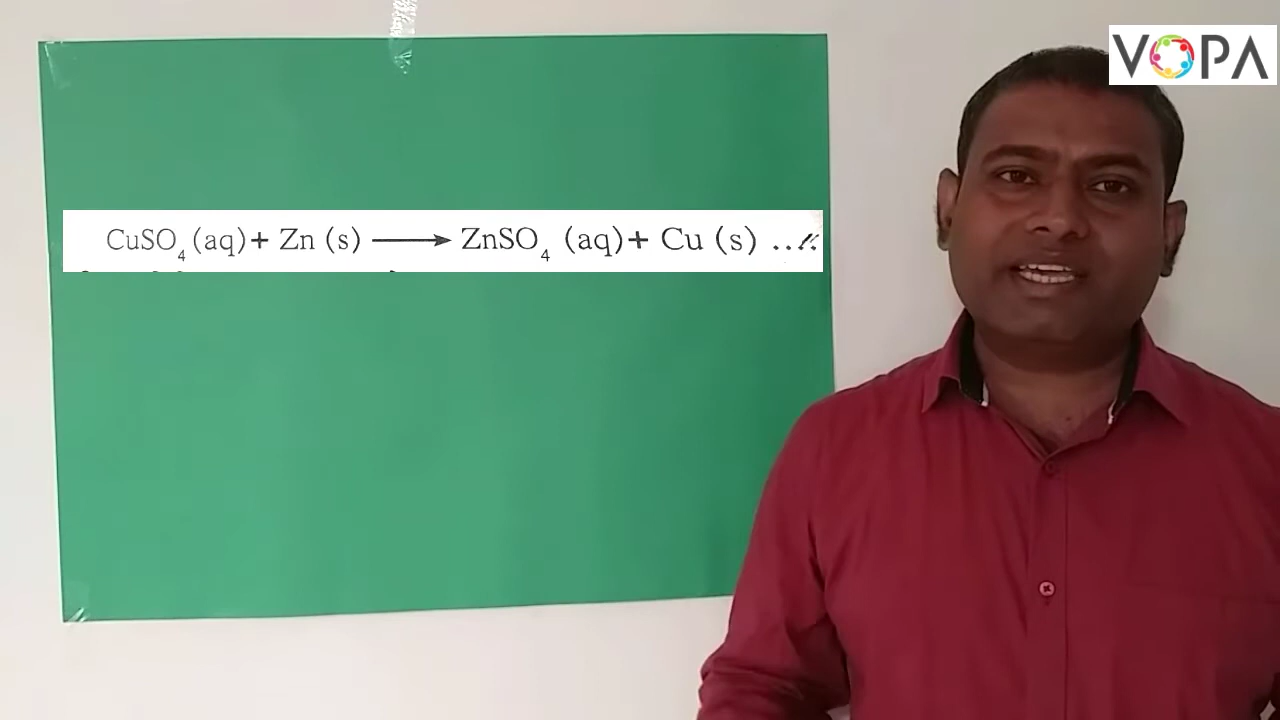 VOPA
CuSO₄ (aq)+ Zn (s) ⟶ ZnSO₄ (aq)+ Cu (s)